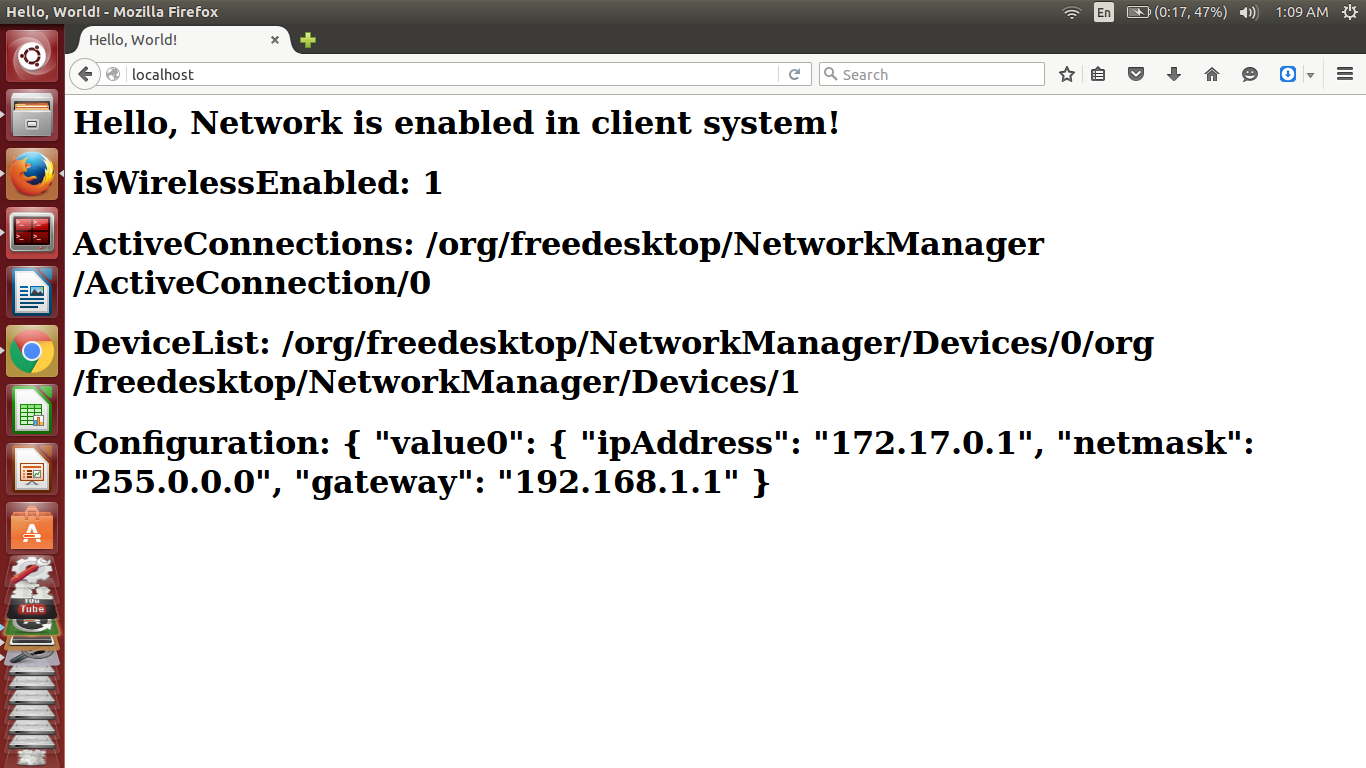 Hello, World! - Mozilla Firefox
En
(0:17, 47%)
1:09 AM
Hello, World!
localhost
Search
Hello, Network is enabled in client system!
isWirelessEnabled: 1
ActiveConnections: /org/freedesktop/NetworkManager
/ActiveConnection/0
DeviceList: /org/freedesktop/NetworkManager/Devices/0/org
/freedesktop/NetworkManager/Devices/1
Configuration: { "value0": { "ipAddress": "172.17.0.1", "netmask":
"255.0.0.0", "gateway": "192.168.1.1" }
You
Tube